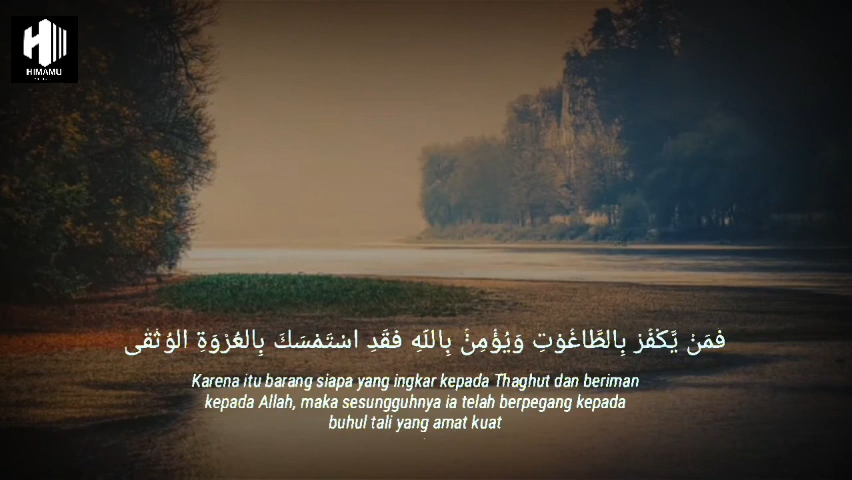 HIMAMU
فَمَنْ يَّكْفُرْ بِالطَّاغُوْتِ وَيُؤْمِنْۢ بِاللّٰهِ فَقَدِ اسْتَمْسَكَ بِالْعُرْوَةِ الْوُثْقٰى
Karena itu barang siapa yang ingkar kepada Thaghut dan beriman
kepada Allah, maka sesungguhnya ia telah berpegang kepada
buhul tali yang amat kuat